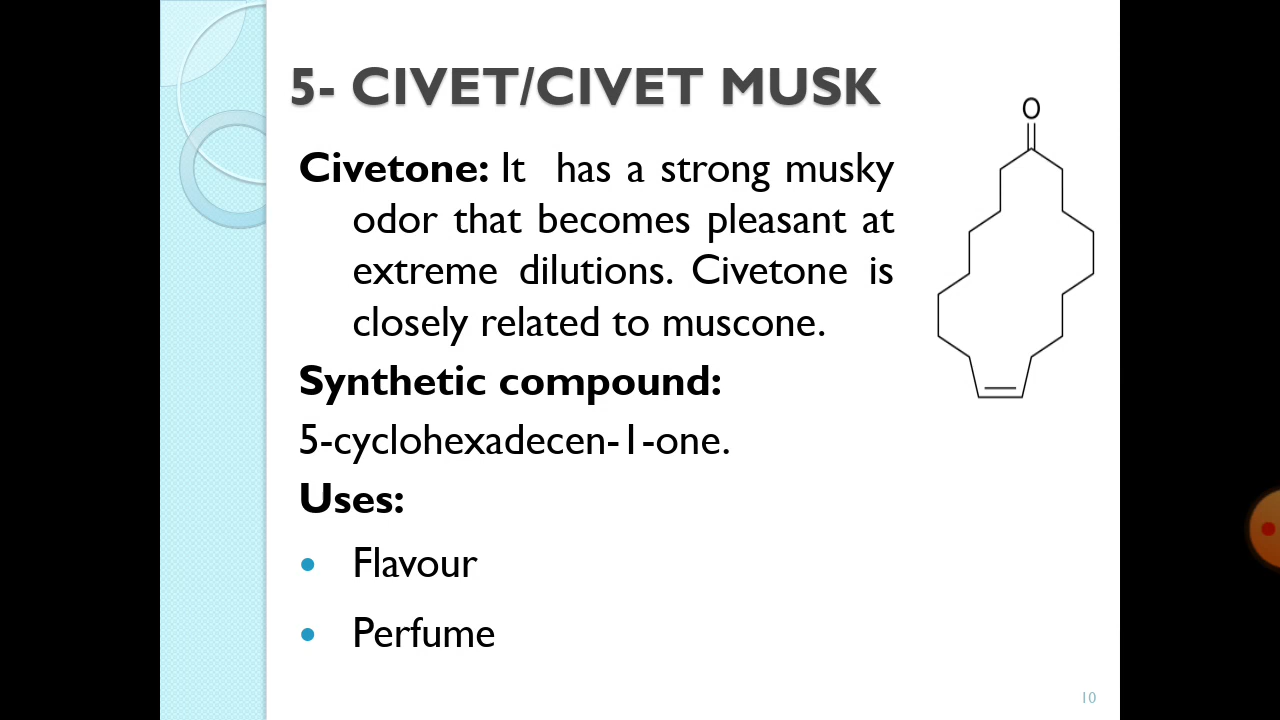 5- CIVET/CIVET MUSK
O
Civetone: It has a strong musky
odor that becomes pleasant at
extreme dilutions. Civetone is
closely related to muscone.
Synthetic compound:
5-cyclohexadecen-1-one.
Uses:
• Flavour
• Perfume
10